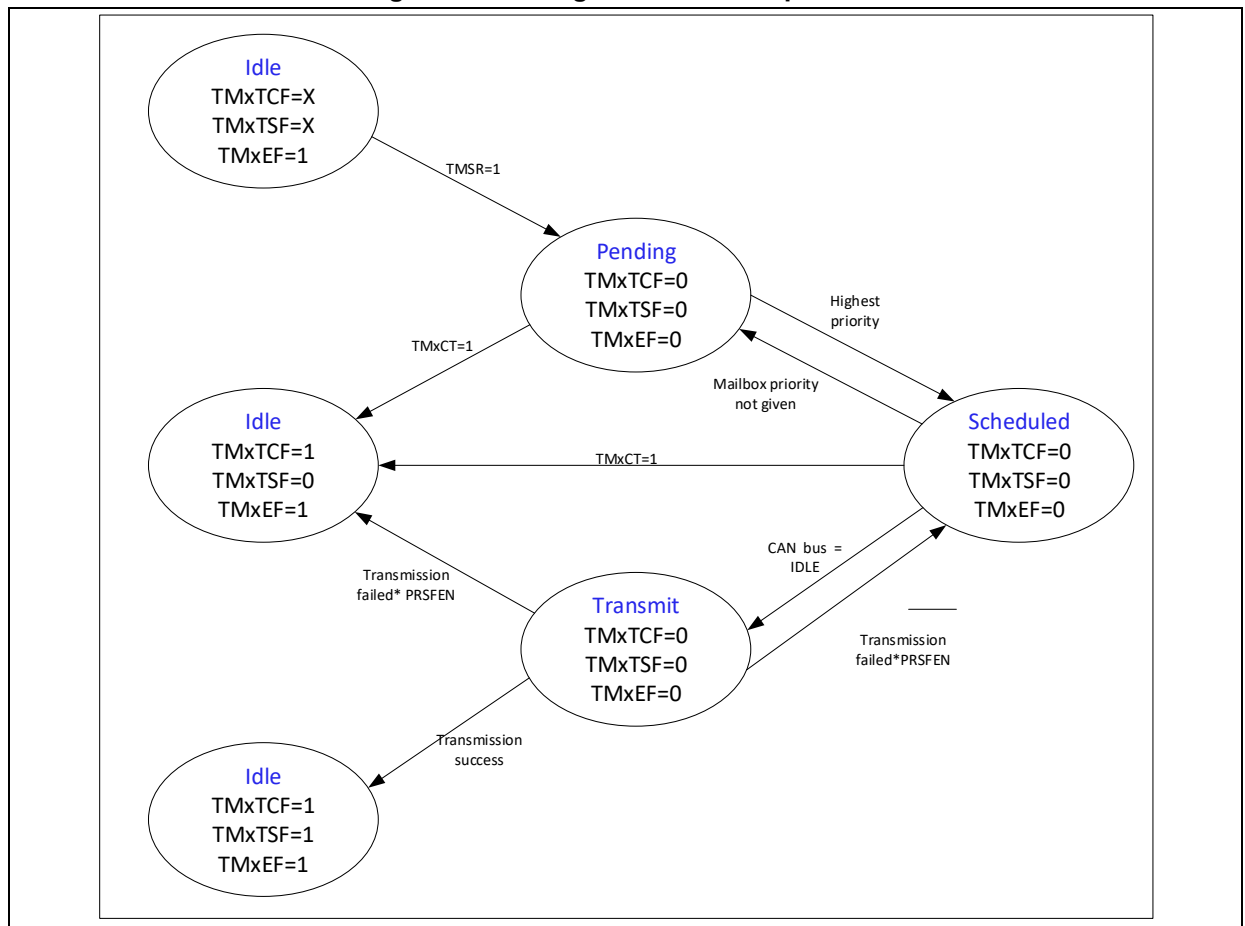 Idle
TMxTCF=X
TMxTSF=X
TMxEF=1
TMSR=1
Pending
TMxTCF=0
TMxTSF=0
TMxEF=0
Highest
priority
TMxCT=1
Mailbox priority
not given
Idle
TMxTCF=1
TMxTSF=0
TMxEF=1
TMxCT=1
Scheduled
TMxTCF=0
TMxTSF=0
TMxEF=0
CAN bus =
IDLE
Transmission
failed* PRSFEN
Transmit
TMxTCF=0
TMxTSF=0
TMxEF=0
Transmission
failed*PRSFEN
Transmission
success
Idle
TMxTCF=1
TMxTSF=1
TMxEF=1